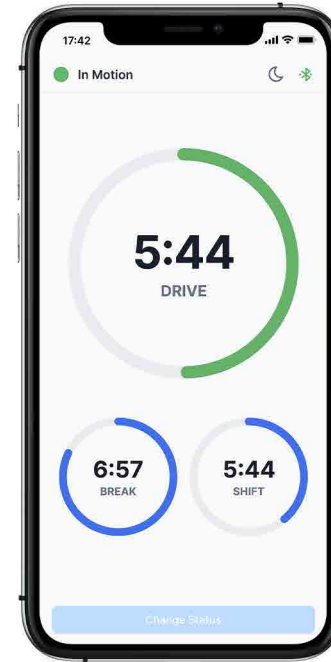 17:42
In Motion
5:44
DRIVE
6:57
BREAK
5:44
SHIFT
Change Status